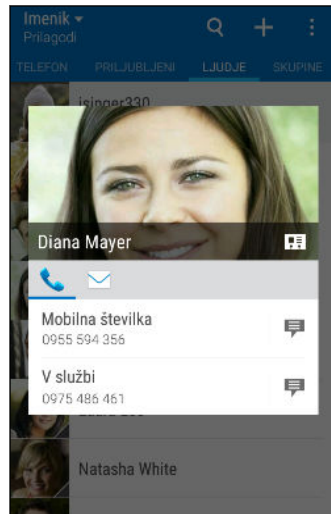 Imenik
Prilagodi
TELEFON PRILJUBLJENI LJUDJE SKUPINE
isinger330
Diana Mayer
Mobilna številka
0955 594 356
V službi
0975 486 461
Natasha White